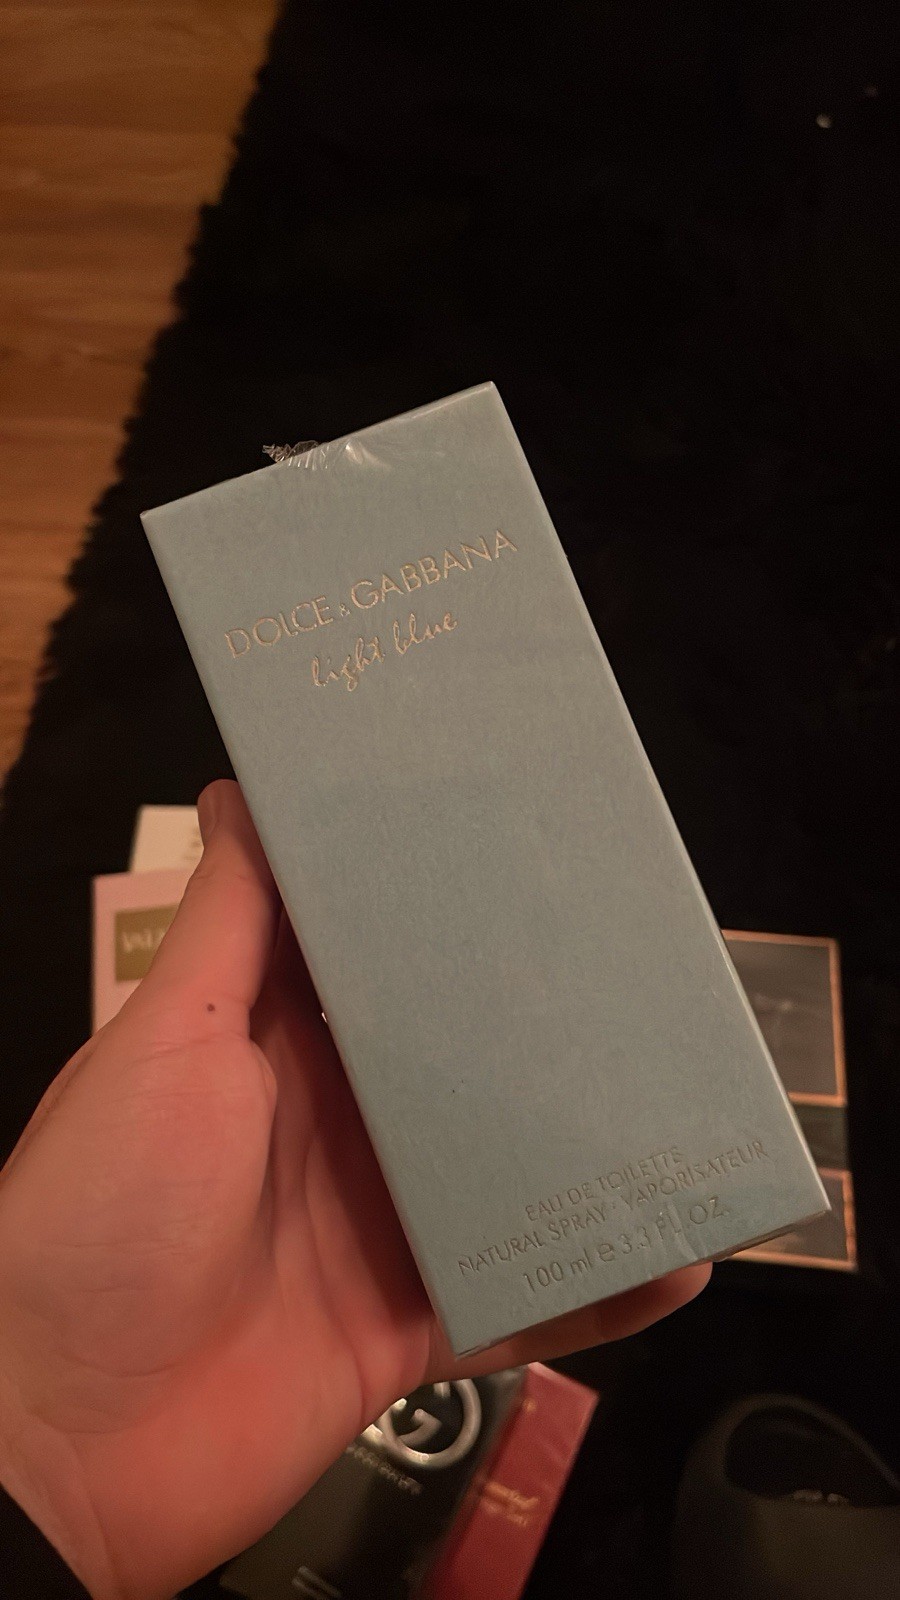 DOLCE & GABBANA
light blue
EAU DE TOILETTE
NATURAL SPRAY · VAPORISATEUR
100 ml e 3.3 FL.OZ.